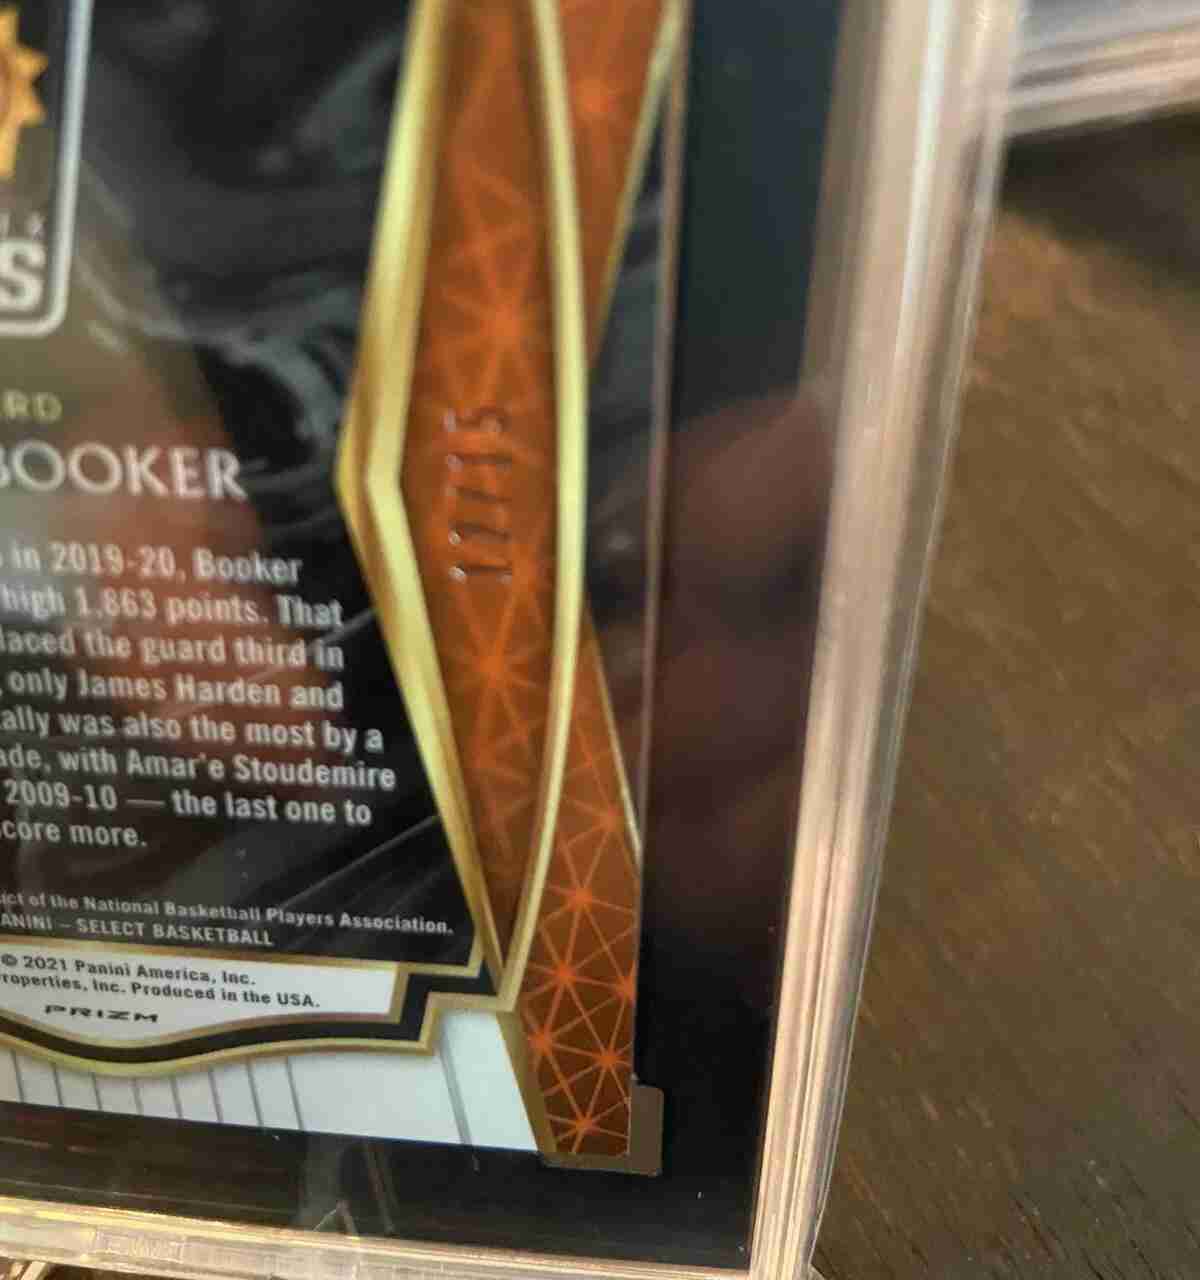 S
RD
BOOKER
in 2019-20, Booker
high 1,863 points. That
laced the guard third in
only James Harden and
ally was also the most by a
ade, with Amar'e Stoudemire
2009-10 — the last one to
core more.
uct of the National Basketball Players Association.
ANINI – SELECT BASKETBALL
© 2021 Panini America, Inc.
roperties, Inc. Produced in the USA.
PRIZM